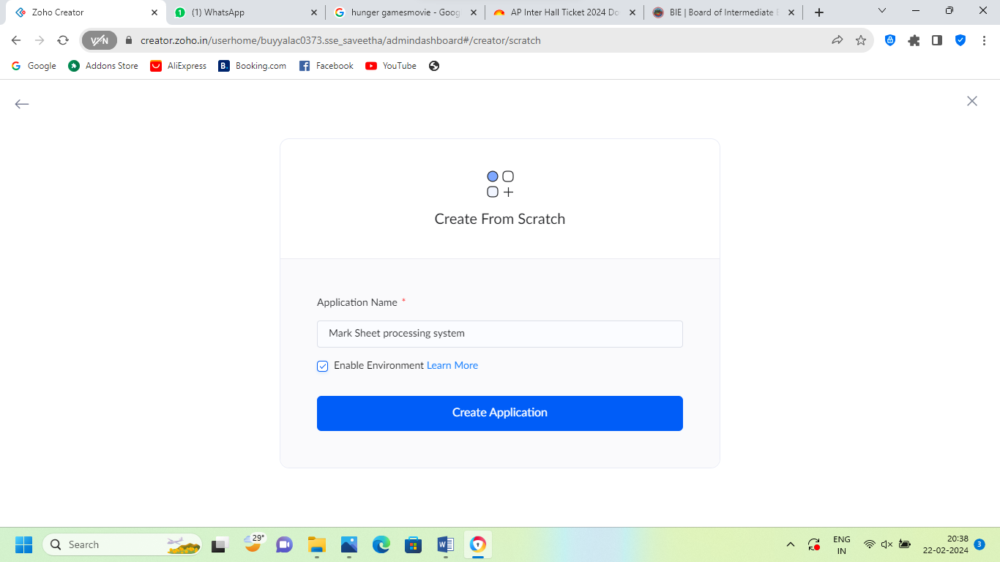 Zoho Creator
(1) WhatsApp
hunger gamesmovie - Goog
AP Inter Hall Ticket 2024 Do
BIE | Board of Intermediate E
VPN
creator.zoho.in/userhome/buyyalac0373.sse_saveetha/admindashboard#/creator/scratch
Google
Addons Store
AliExpress
B.
Booking.com
Facebook
YouTube
Create From Scratch
Application Name *
Mark Sheet processing system
Enable Environment Learn More
Create Application
Search
29°
ENG
IN
20:38
22-02-2024
3